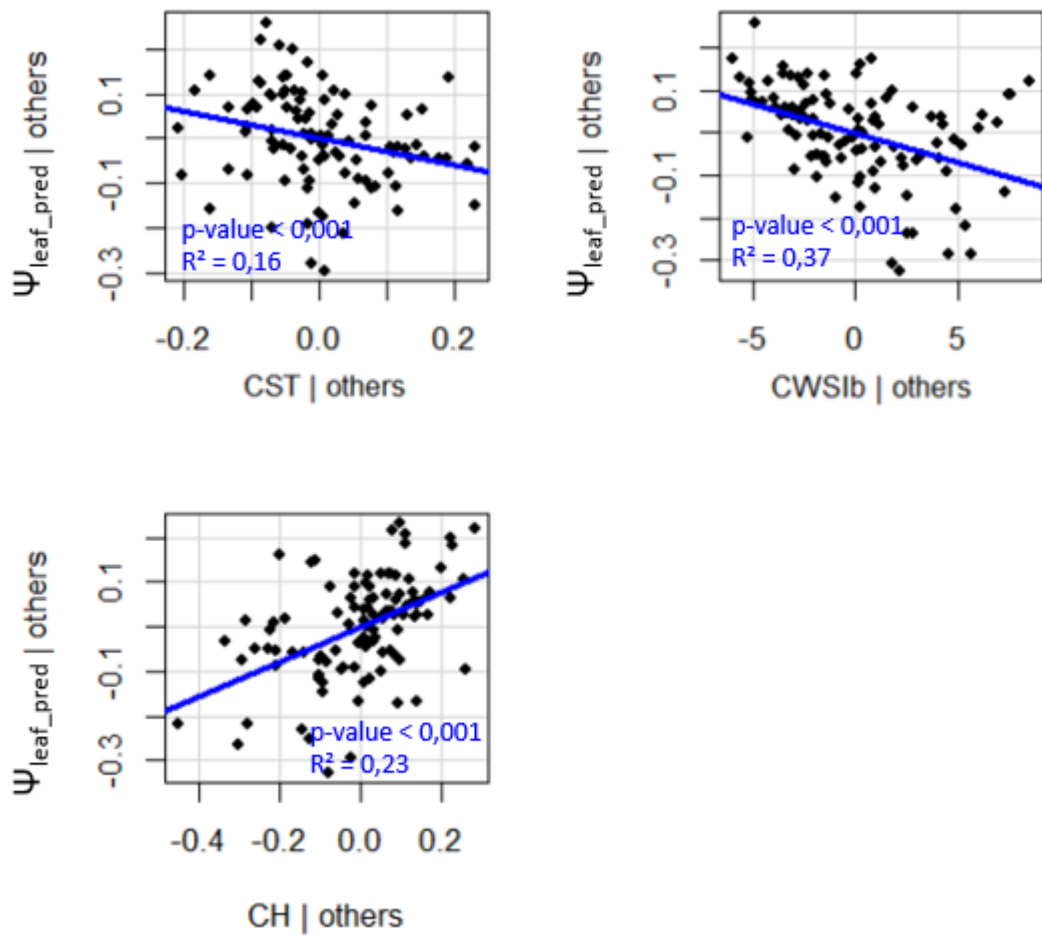 Ψleaf_pred | others
0.1
-0.1
-0.3
p-value < 0,001
R² = 0,16
-0.2 0.0 0.2
CST | others
Ψleaf_pred | others
0.1
-0.1
-0.3
p-value < 0,001
R² = 0,37
-5 0 5
CWSIb | others
Ψleaf_pred | others
0.1
-0.1
-0.3
p-value < 0,001
R² = 0,23
-0.4 -0.2 0.0 0.2
CH | others